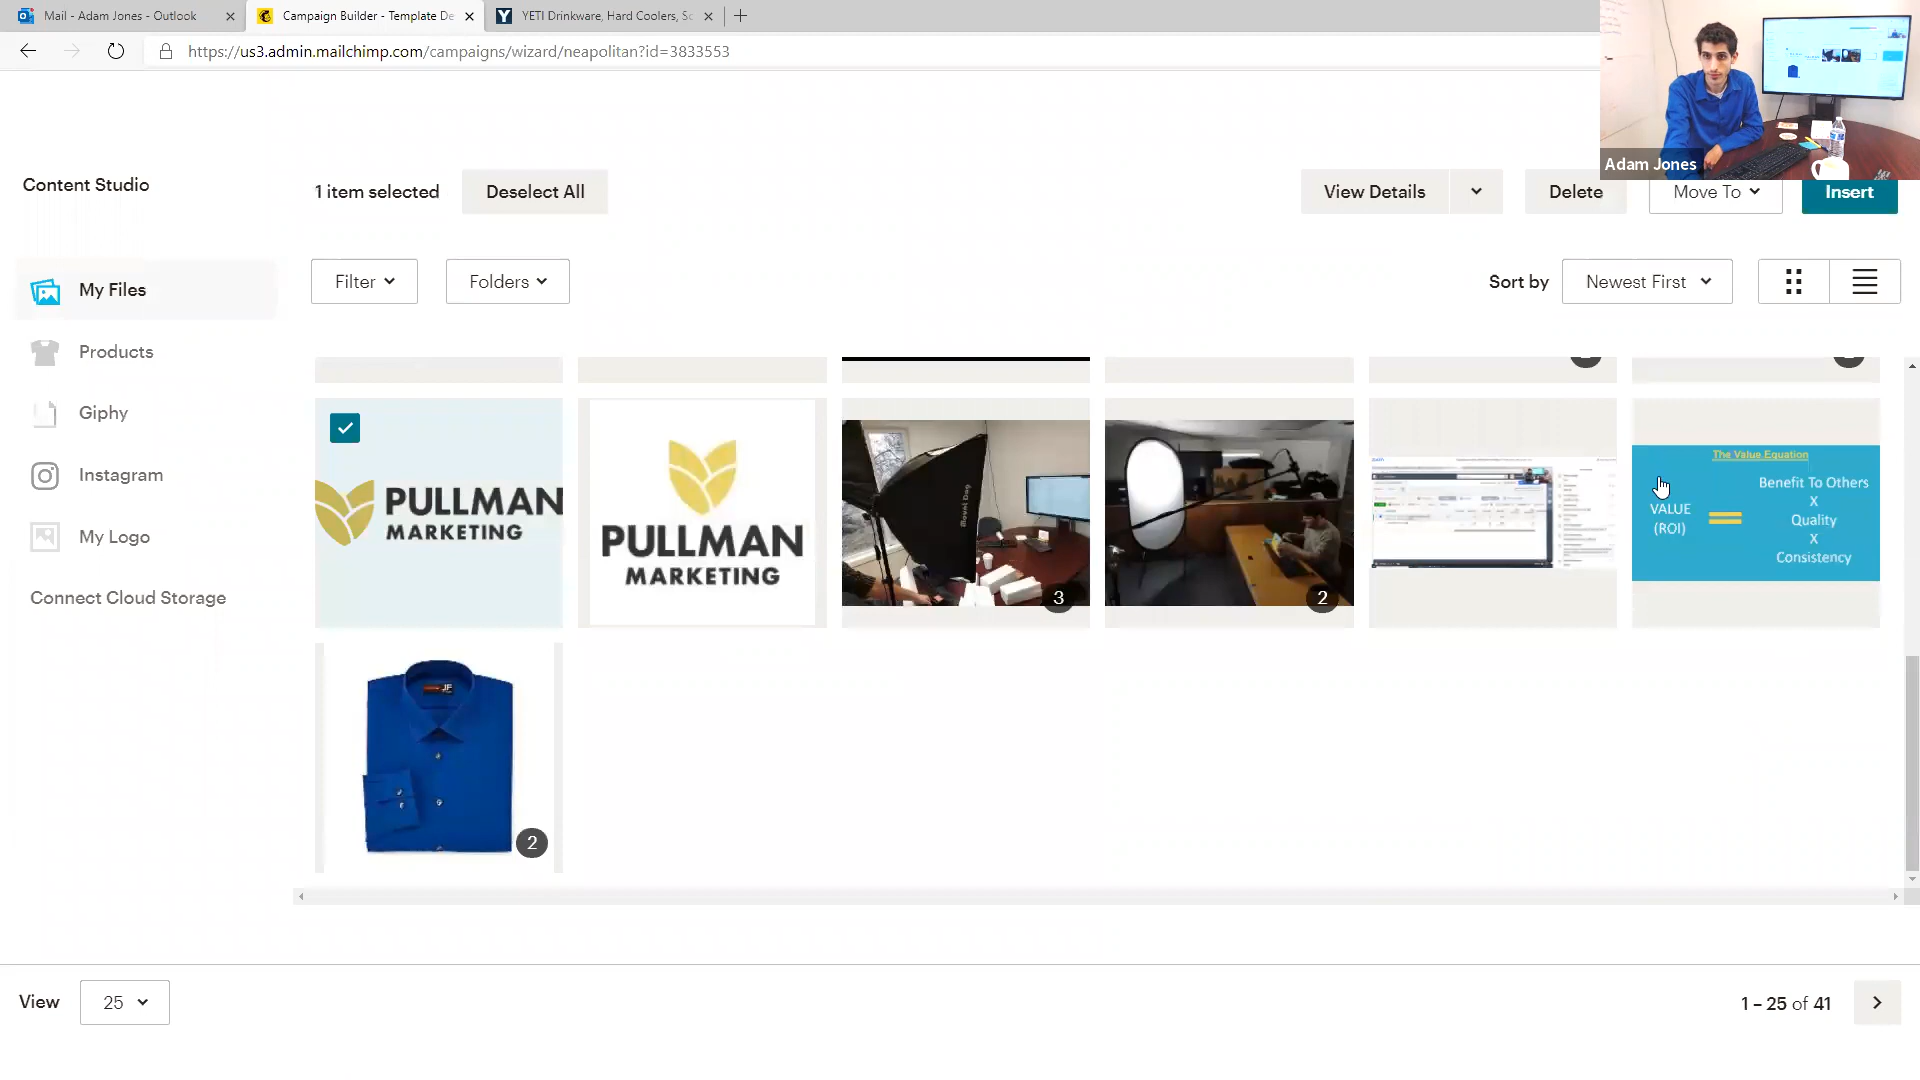 Mail - Adam Jones - Outlook
Campaign Builder - Template De
YETI Drinkware, Hard Coolers, So
https://us3.admin.mailchimp.com/campaigns/wizard/neapolitan?id=3833553
Adam Jones
Content Studio
1 item selected
Deselect All
View Details
Delete
Move To
Insert
My Files
Products
Giphy
Instagram
My Logo
Connect Cloud Storage
Filter
Folders
Sort by
Newest First
PULLMAN
MARKETING
PULLMAN
MARKETING
3
2
The Value Equation
VALUE
(ROI)
Benefit To Others
X
Quality
X
Consistency
JF
2
View
25
1 – 25 of 41